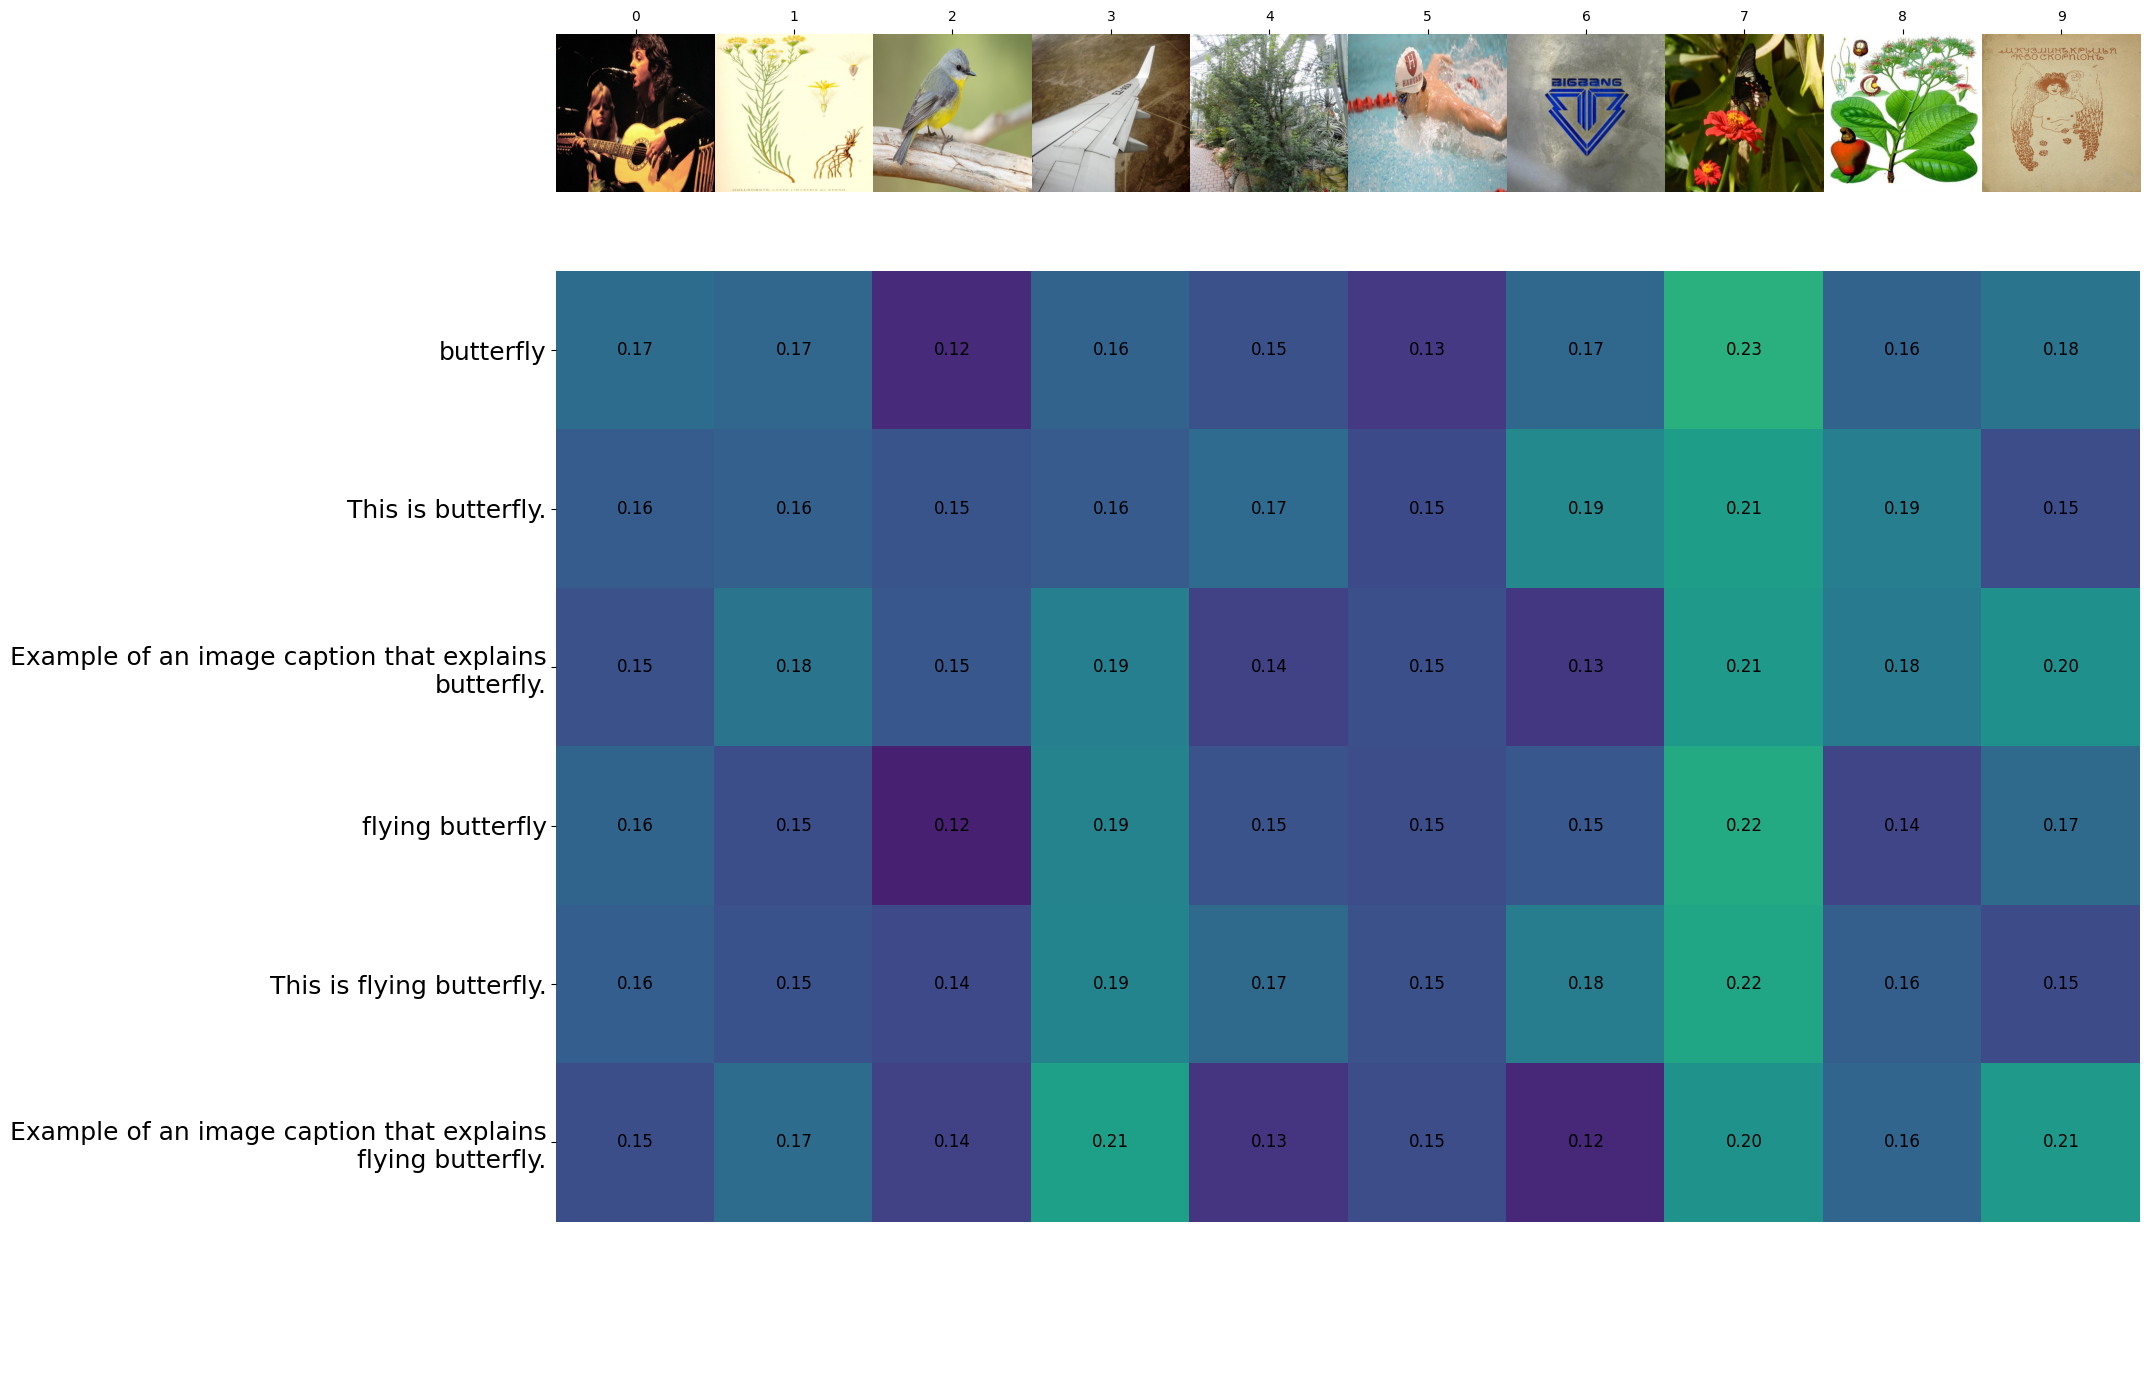 0 1 2 3 4 5 6 7 8 9
BIGBANG
butterfly 0.17 0.17 0.12 0.16 0.15 0.13 0.17 0.23 0.16 0.18
This is butterfly. 0.16 0.16 0.15 0.16 0.17 0.15 0.19 0.21 0.19 0.15
Example of an image caption that explains
butterfly. 0.15 0.18 0.15 0.19 0.14 0.15 0.13 0.21 0.18 0.20
flying butterfly 0.16 0.15 0.12 0.19 0.15 0.15 0.15 0.22 0.14 0.17
This is flying butterfly. 0.16 0.15 0.14 0.19 0.17 0.15 0.18 0.22 0.16 0.15
Example of an image caption that explains
flying butterfly. 0.15 0.17 0.14 0.21 0.13 0.15 0.12 0.20 0.16 0.21